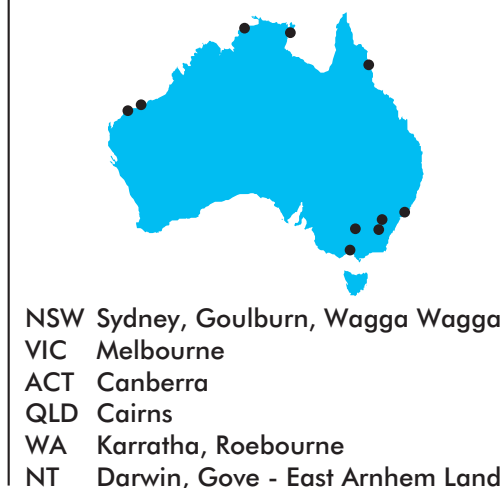 NSW Sydney, Goulburn, Wagga Wagga
VIC Melbourne
ACT Canberra
QLD Cairns
WA Karratha, Roebourne
NT Darwin, Gove - East Arnhem Land